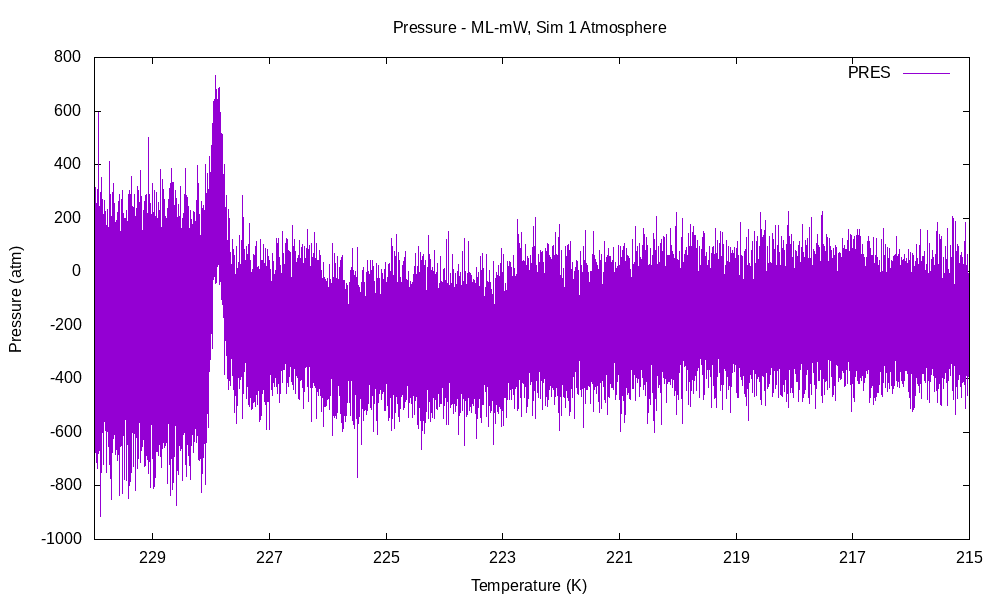 Pressure - ML-mW, Sim 1 Atmosphere
PRES
800
600
400
200
0
-200
-400
-600
-800
-1000
Pressure (atm)
229 227 225 223 221 219 217 215
Temperature (K)